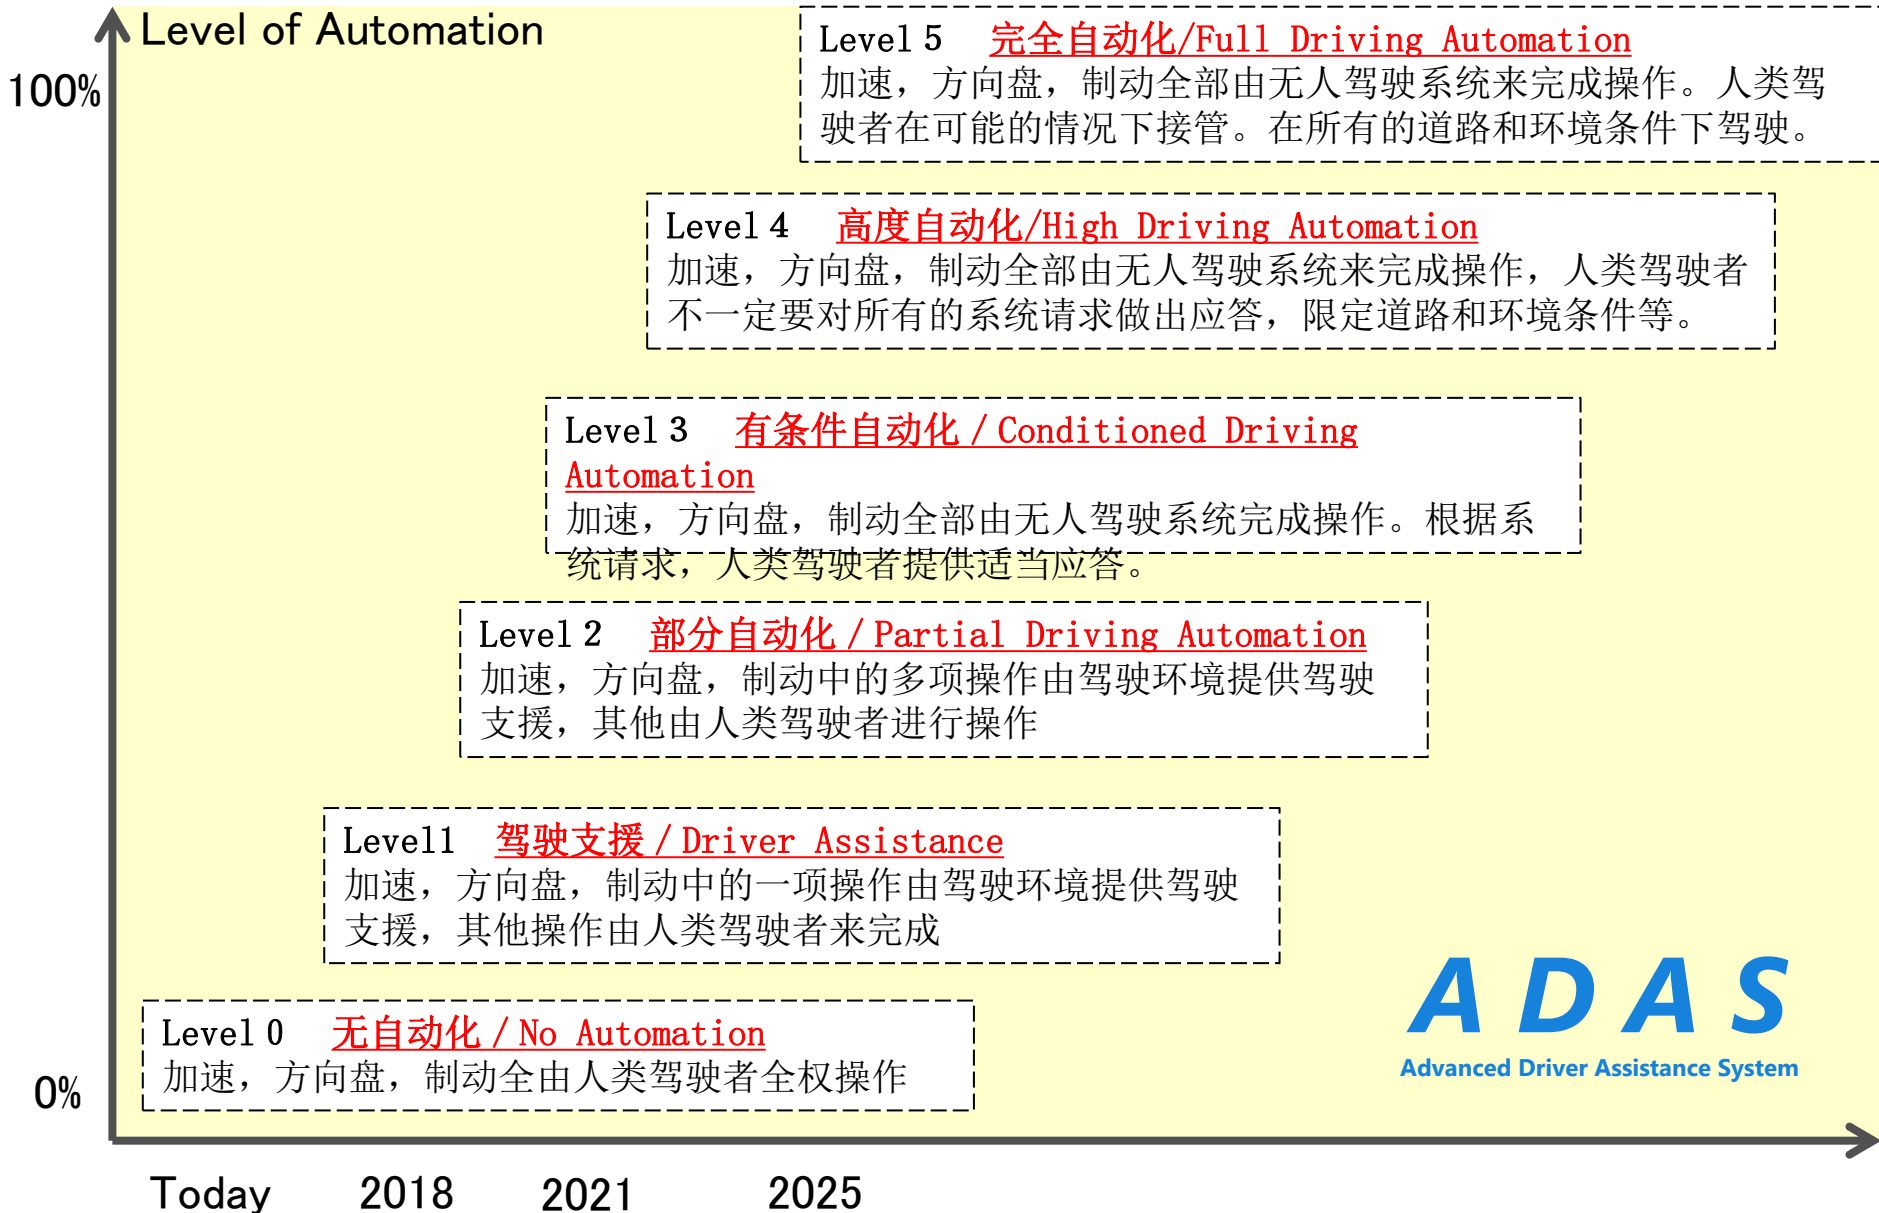 Level of Automation
100%
Level 5 完全自动化/Full Driving Automation
加速，方向盘，制动全部由无人驾驶系统来完成操作。人类驾
驶者在可能的情况下接管。在所有的道路和环境条件下驾驶。
Level 4 高度自动化/High Driving Automation
加速，方向盘，制动全部由无人驾驶系统来完成操作，人类驾驶者
不一定要对所有的系统请求做出应答，限定道路和环境条件等。
Level 3 有条件自动化 / Conditioned Driving
Automation
加速，方向盘，制动全部由无人驾驶系统完成操作。根据系
统请求，人类驾驶者提供适当应答。
Level 2 部分自动化 / Partial Driving Automation
加速，方向盘，制动中的多项操作由驾驶环境提供驾驶
支援，其他由人类驾驶者进行操作
Level1 驾驶支援 / Driver Assistance
加速，方向盘，制动中的一项操作由驾驶环境提供驾驶
支援，其他操作由人类驾驶者来完成
Level 0 无自动化 / No Automation
加速，方向盘，制动全由人类驾驶者全权操作
ADAS
Advanced Driver Assistance System
0%
Today 2018 2021 2025